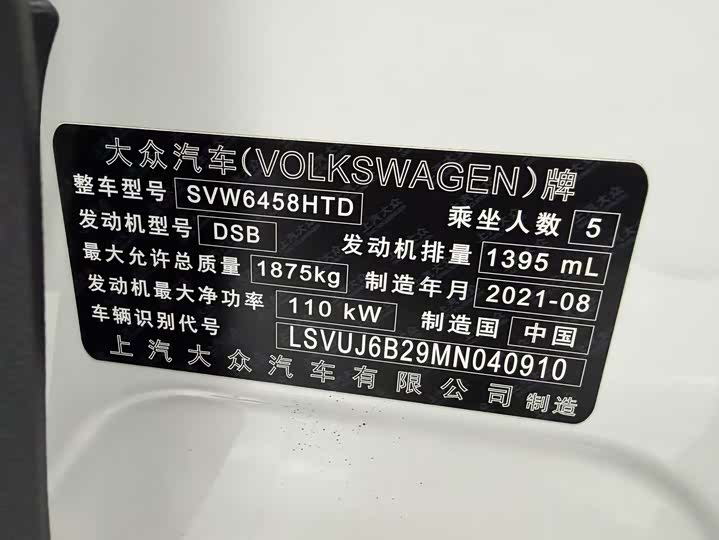 大众汽车(VOLKSWAGEN)牌
整车型号 SVW6458HTD 乘坐人数 5
发动机型号 DSB 发动机排量 1395 mL
最大允许总质量 1875kg 制造年月 2021-08
发动机最大净功率 110 kW 制造国 中国
车辆识别代号 LSVUJ6B29MN040910
上汽大众汽车有限公司 制造